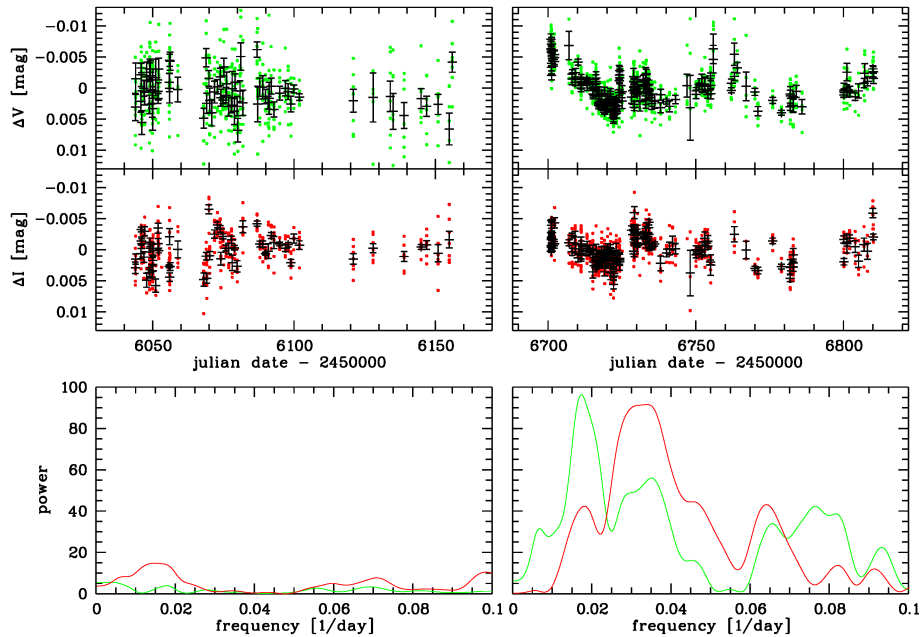 -0.01
-0.005
0
0.005
0.01
ΔV [mag]
-0.01
-0.005
0
0.005
0.01
ΔI [mag]
6050 6100 6150
julian date - 2450000
6700 6750 6800
julian date - 2450000
100
80
60
40
20
0
power
0 0.02 0.04 0.06 0.08 0.1
frequency [1/day]
0.02 0.04 0.06 0.08 0.1
frequency [1/day]